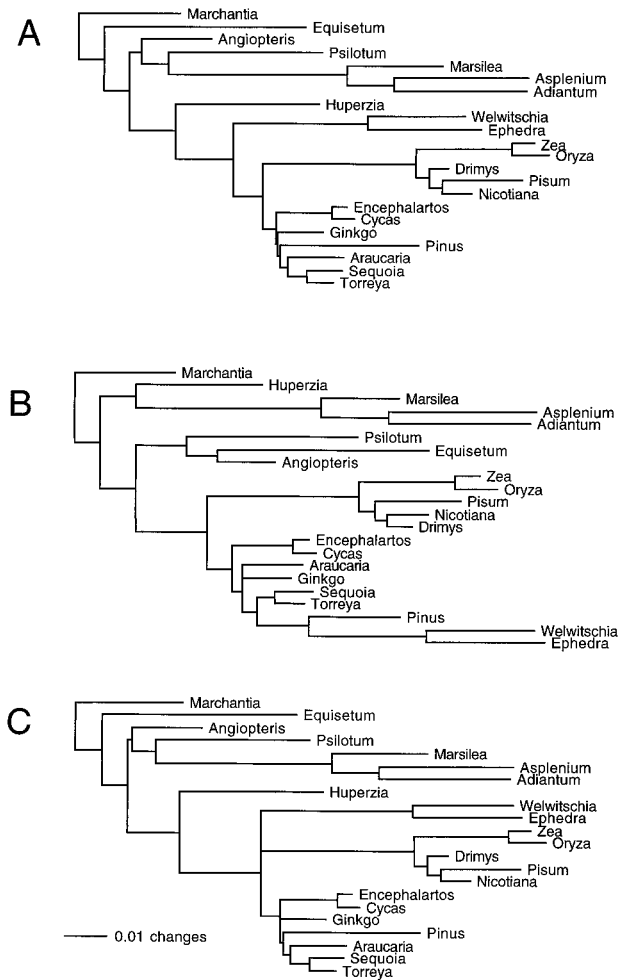 A
Marchantia
Equisetum
Angiopteris
Psilotum
Marsilea
Asplenium
Adiantum
Huperzia
Welwitschia
Ephedra
Zea
Oryza
Drimys
Pisum
Nicotiana
Encephalartos
Cycas
Ginkgo
Pinus
Araucaria
Sequoia
Torreya
B
Marchantia
Huperzia
Marsilea
Asplenium
Adiantum
Psilotum
Equisetum
Angiopteris
Zea
Oryza
Pisum
Nicotiana
Drimys
Encephalartos
Cycas
Araucaria
Ginkgo
Sequoia
Torreya
Pinus
Welwitschia
Ephedra
C
Marchantia
Equisetum
Angiopteris
Psilotum
Marsilea
Asplenium
Adiantum
Huperzia
Welwitschia
Ephedra
Zea
Oryza
Drimys
Pisum
Nicotiana
Encephalartos
Cycas
Ginkgo
Pinus
Araucaria
Sequoia
Torreya
0.01 changes